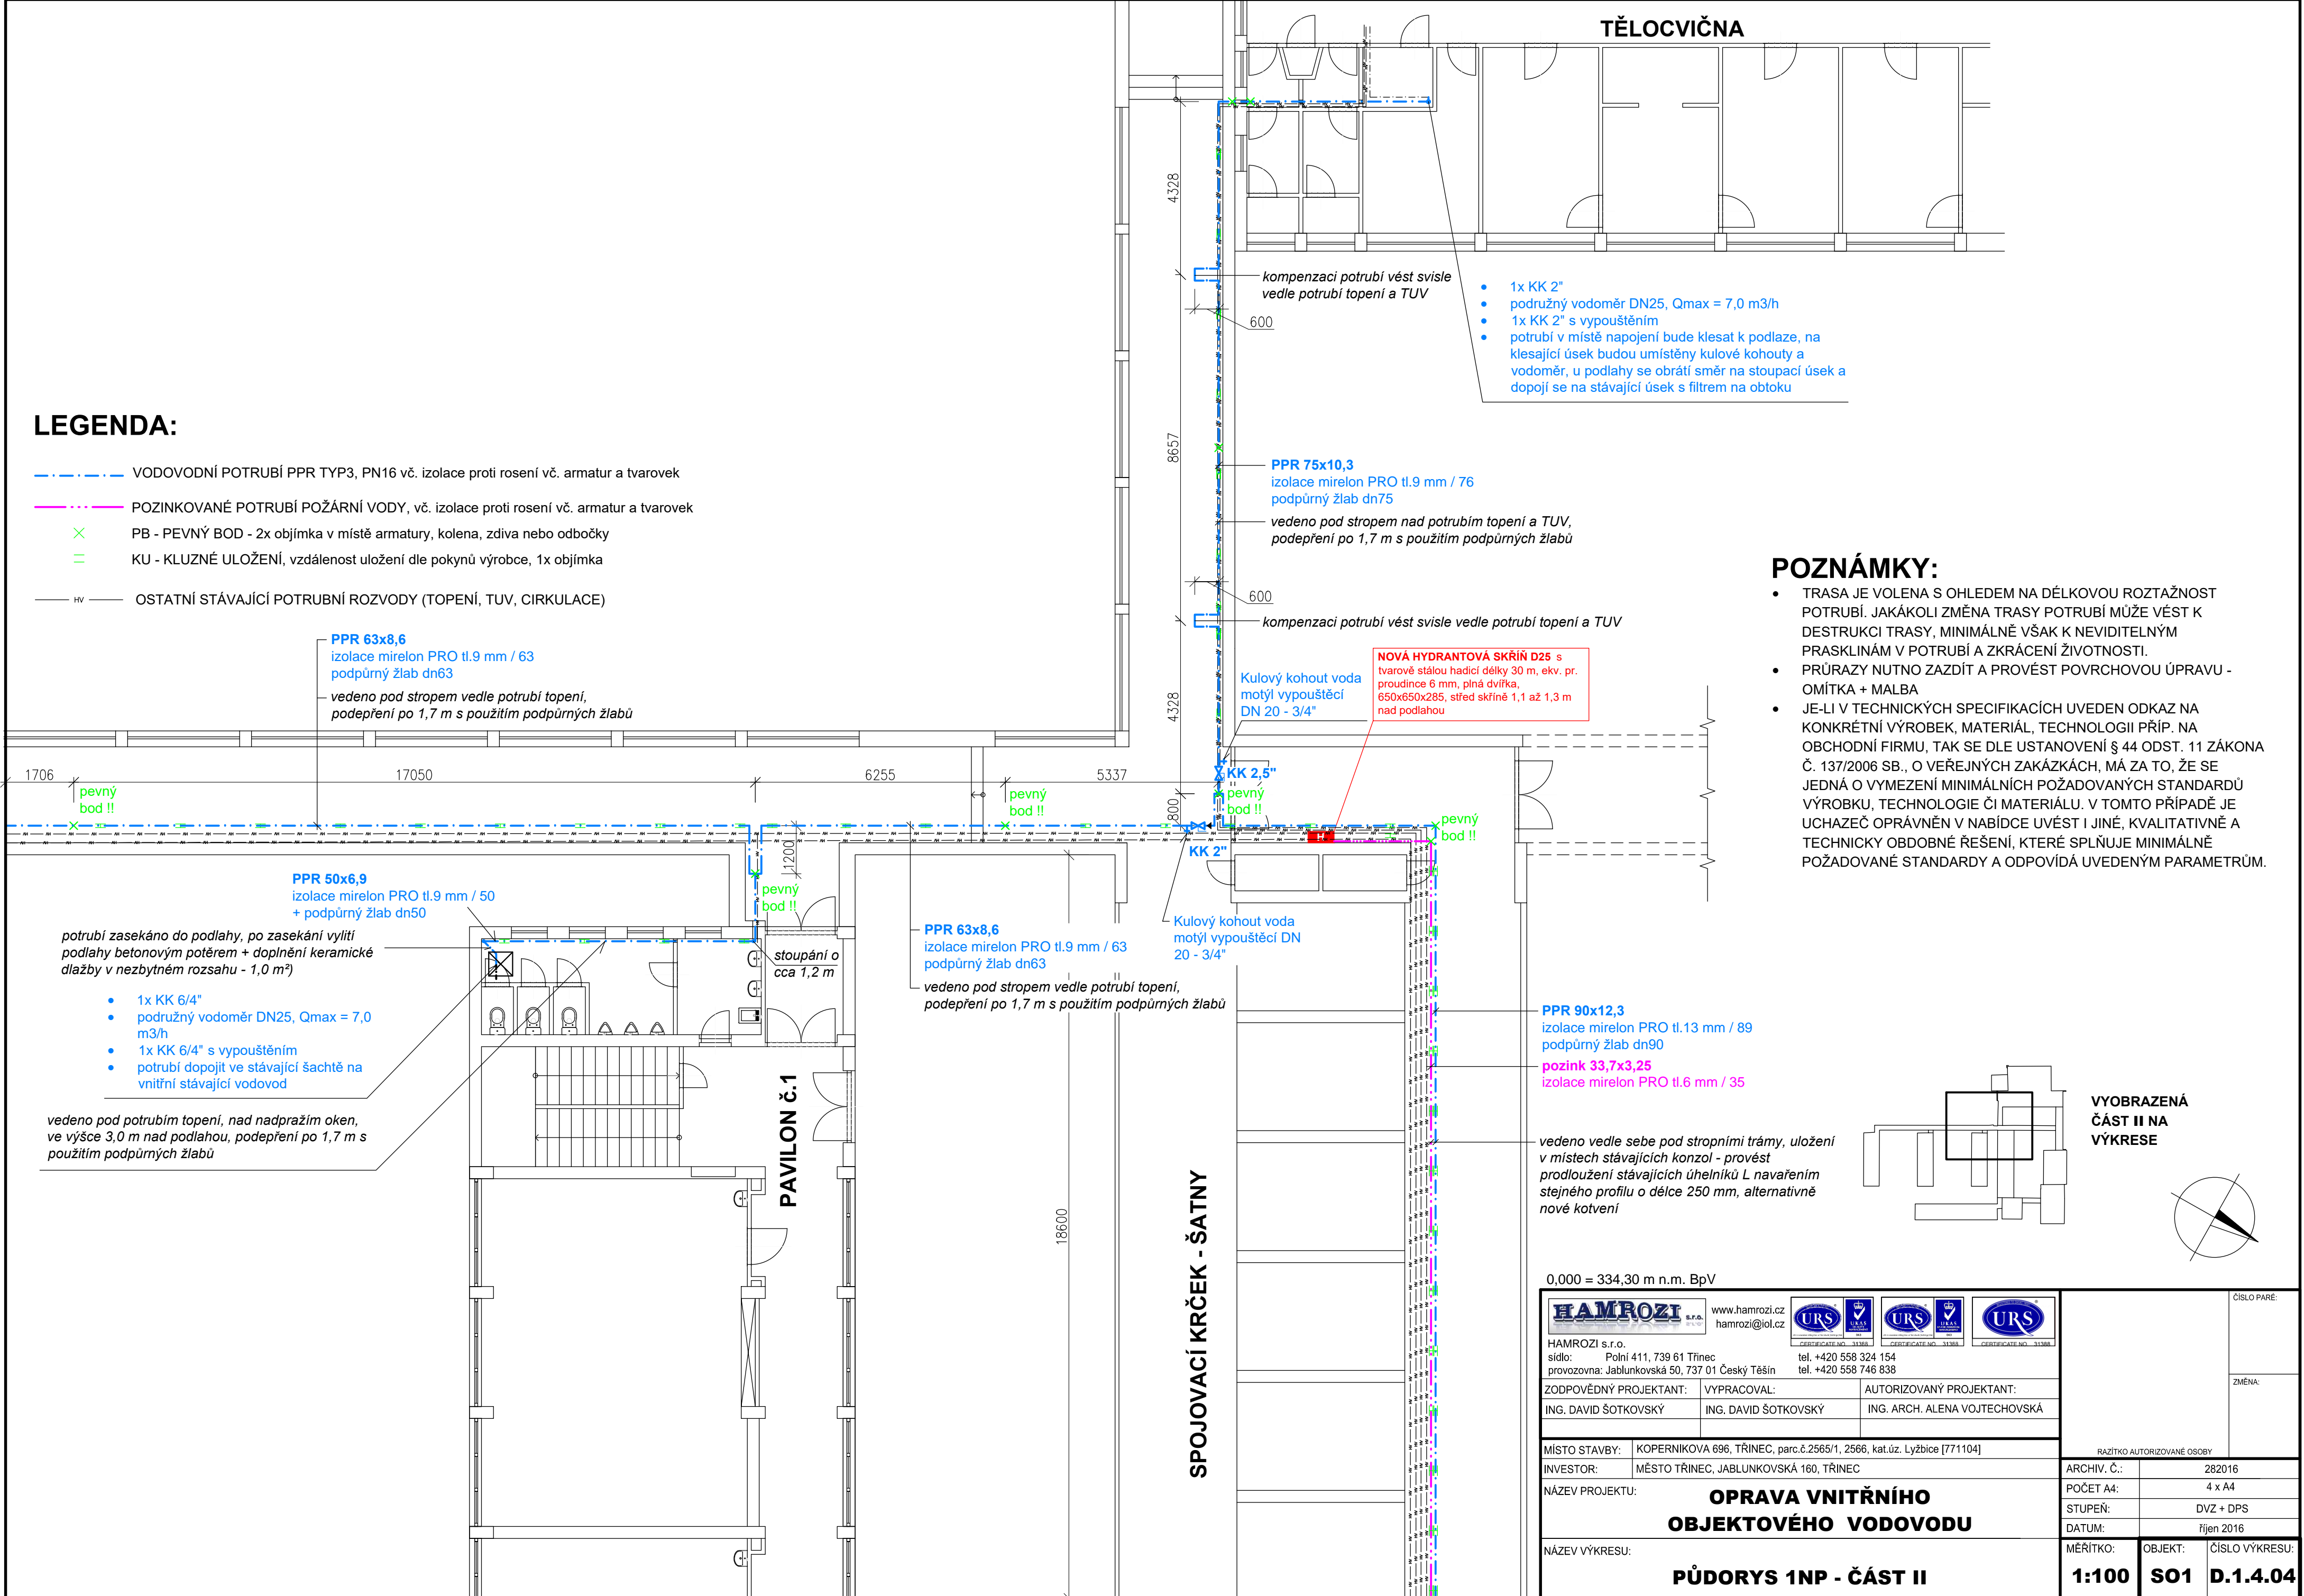 TĚLOCVIČNA
4328
kompenzaci potrubí vést svisle
vedle potrubí topení a TUV
600
• 1x KK 2"
• podružný vodoměr DN25, Qmax = 7,0 m3/h
• 1x KK 2" s vypouštěním
• potrubí v místě napojení bude klesat k podlaze, na
klesající úsek budou umístěny kulové kohouty a
vodoměr, u podlahy se obrátí směr na stoupací úsek a
dopojí se na stávající úsek s filtrem na obtoku
LEGENDA:
VODOVODNÍ POTRUBÍ PPR TYP3, PN16 vč. izolace proti rosení vč. armatur a tvarovek
POZINKOVANÉ POTRUBÍ POŽÁRNÍ VODY, vč. izolace proti rosení vč. armatur a tvarovek
PB - PEVNÝ BOD - 2x objímka v místě armatury, kolena, zdiva nebo odbočky
KU - KLUZNÉ ULOŽENÍ, vzdálenost uložení dle pokynů výrobce, 1x objímka
HV OSTATNÍ STÁVAJÍCÍ POTRUBNÍ ROZVODY (TOPENÍ, TUV, CIRKULACE)
8657
PPR 75x10,3
izolace mirelon PRO tl.9 mm / 76
podpůrný žlab dn75
vedeno pod stropem nad potrubím topení a TUV,
podepření po 1,7 m s použitím podpůrných žlabů
600
kompenzaci potrubí vést svisle vedle potrubí topení a TUV
POZNÁMKY:
• TRASA JE VOLENA S OHLEDEM NA DÉLKOVOU ROZTAŽNOST
POTRUBÍ. JAKÁKOLI ZMĚNA TRASY POTRUBÍ MŮŽE VÉST K
DESTRUKCI TRASY, MINIMÁLNĚ VŠAK K NEVIDITELNÝM
PRASKLINÁM V POTRUBÍ A ZKRÁCENÍ ŽIVOTNOSTI.
• PRŮRAZY NUTNO ZAZDÍT A PROVÉST POVRCHOVOU ÚPRAVU -
OMÍTKA + MALBA
• JE-LI V TECHNICKÝCH SPECIFIKACÍCH UVEDEN ODKAZ NA
KONKRÉTNÍ VÝROBEK, MATERIÁL, TECHNOLOGII PŘÍP. NA
OBCHODNÍ FIRMU, TAK SE DLE USTANOVENÍ § 44 ODST. 11 ZÁKONA
Č. 137/2006 SB., O VEŘEJNÝCH ZAKÁZKÁCH, MÁ ZA TO, ŽE SE
JEDNÁ O VYMEZENÍ MINIMÁLNÍCH POŽADOVANÝCH STANDARDŮ
VÝROBKU, TECHNOLOGIE ČI MATERIÁLU. V TOMTO PŘÍPADĚ JE
UCHAZEČ OPRÁVNĚN V NABÍDCE UVÉST I JINÉ, KVALITATIVNĚ A
TECHNICKY OBDOBNÉ ŘEŠENÍ, KTERÉ SPLŇUJE MINIMÁLNĚ
POŽADOVANÉ STANDARDY A ODPOVÍDÁ UVEDENÝM PARAMETRŮM.
PPR 63x8,6
izolace mirelon PRO tl.9 mm / 63
podpůrný žlab dn63
vedeno pod stropem vedle potrubí topení,
podepření po 1,7 m s použitím podpůrných žlabů
4328
Kulový kohout voda
motýl vypouštěcí
DN 20 - 3/4"
NOVÁ HYDRANTOVÁ SKŘÍŇ D25 s
tvarově stálou hadicí délky 30 m, ekv. pr.
proudince 6 mm, plná dvířka,
650x650x285, střed skříně 1,1 až 1,3 m
nad podlahou
1706
17050
6255
5337
KK 2,5"
pevný
bod !!
pevný
bod !!
pevný
bod !!
pevný
bod !!
800
H
KK 2"
1200
pevný
bod !!
PPR 50x6,9
izolace mirelon PRO tl.9 mm / 50
+ podpůrný žlab dn50
potrubí zasekáno do podlahy, po zasekání vylití
podlahy betonovým potěrem + doplnění keramické
dlažby v nezbytném rozsahu - 1,0 m²)
• 1x KK 6/4"
• podružný vodoměr DN25, Qmax = 7,0
m3/h
• 1x KK 6/4" s vypouštěním
• potrubí dopojit ve stávající šachtě na
vnitřní stávající vodovod
vedeno pod potrubím topení, nad nadpražím oken,
ve výšce 3,0 m nad podlahou, podepření po 1,7 m s
použitím podpůrných žlabů
stoupání o
cca 1,2 m
PPR 63x8,6
izolace mirelon PRO tl.9 mm / 63
podpůrný žlab dn63
vedeno pod stropem vedle potrubí topení,
podepření po 1,7 m s použitím podpůrných žlabů
Kulový kohout voda
motýl vypouštěcí DN
20 - 3/4"
PAVILON č.1
18600
SPOJOVACÍ KRČEK - ŠATNY
PPR 90x12,3
izolace mirelon PRO tl.13 mm / 89
podpůrný žlab dn90
pozink 33,7x3,25
izolace mirelon PRO tl.6 mm / 35
vedeno vedle sebe pod stropními trámy, uložení
v místech stávajících konzol - provést
prodloužení stávajících úhelníků L navařením
stejného profilu o délce 250 mm, alternativně
nové kotvení
VYOBRAZENÁ
ČÁST II NA
VÝKRESE
0,000 = 334,30 m n.m. BpV
HAMROZI s.r.o.
www.hamrozi.cz
hamrozi@iol.cz
URS
UKAS
CERTIFICATE NO. 31388
URS
UKAS
CERTIFICATE NO. 31388
URS
CERTIFICATE NO. 31388
HAMROZI s.r.o.
sídlo: Polní 411, 739 61 Třinec tel. +420 558 324 154
provozovna: Jablunkovská 50, 737 01 Český Těšín tel. +420 558 746 838
ČÍSLO PARÉ:
ZMĚNA:
RAZÍTKO AUTORIZOVANÉ OSOBY
ZODPOVĚDNÝ PROJEKTANT: VYPRACOVAL: AUTORIZOVANÝ PROJEKTANT:
ING. DAVID ŠOTKOVSKÝ ING. DAVID ŠOTKOVSKÝ ING. ARCH. ALENA VOJTECHOVSKÁ
MÍSTO STAVBY: KOPERNIKOVA 696, TŘINEC, parc.č.2565/1, 2566, kat.úz. Lyžbice [771104]
INVESTOR: MĚSTO TŘINEC, JABLUNKOVSKÁ 160, TŘINEC
NÁZEV PROJEKTU:
OPRAVA VNITŘNÍHO
OBJEKTOVÉHO VODOVODU
NÁZEV VÝKRESU:
PŮDORYS 1NP - ČÁST II
ARCHIV. Č.: 282016
POČET A4: 4 x A4
STUPEŇ: DVZ + DPS
DATUM: říjen 2016
MĚŘÍTKO: OBJEKT: ČÍSLO VÝKRESU:
1:100 SO1 D.1.4.04